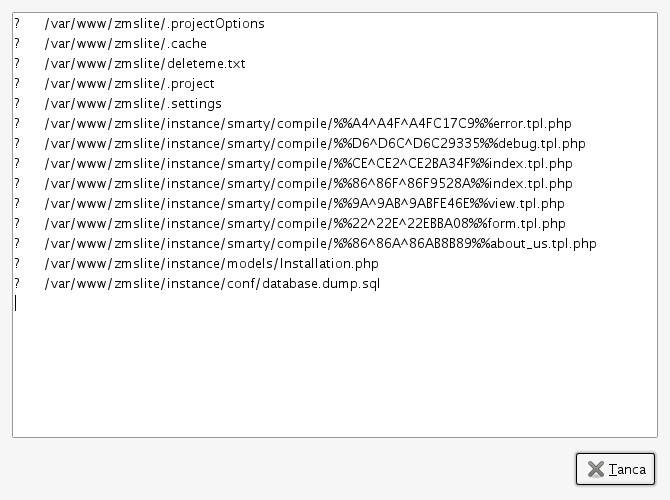 ? /var/www/zmslite/.projectOptions
? /var/www/zmslite/.cache
? /var/www/zmslite/deleteme.txt
? /var/www/zmslite/.project
? /var/www/zmslite/.settings
? /var/www/zmslite/instance/smarty/compile/%%A4^A4F^A4FC17C9%%error.tpl.php
? /var/www/zmslite/instance/smarty/compile/%%D6^D6C^D6C29335%%debug.tpl.php
? /var/www/zmslite/instance/smarty/compile/%%CE^CE2^CE2BA34F%%index.tpl.php
? /var/www/zmslite/instance/smarty/compile/%%86^86F^86F9528A%%index.tpl.php
? /var/www/zmslite/instance/smarty/compile/%%9A^9AB^9ABFE46E%%view.tpl.php
? /var/www/zmslite/instance/smarty/compile/%%22^22E^22EBBA08%%form.tpl.php
? /var/www/zmslite/instance/smarty/compile/%%86^86A^86AB8B89%%about_us.tpl.php
? /var/www/zmslite/instance/models/Installation.php
? /var/www/zmslite/instance/conf/database.dump.sql
Tanca